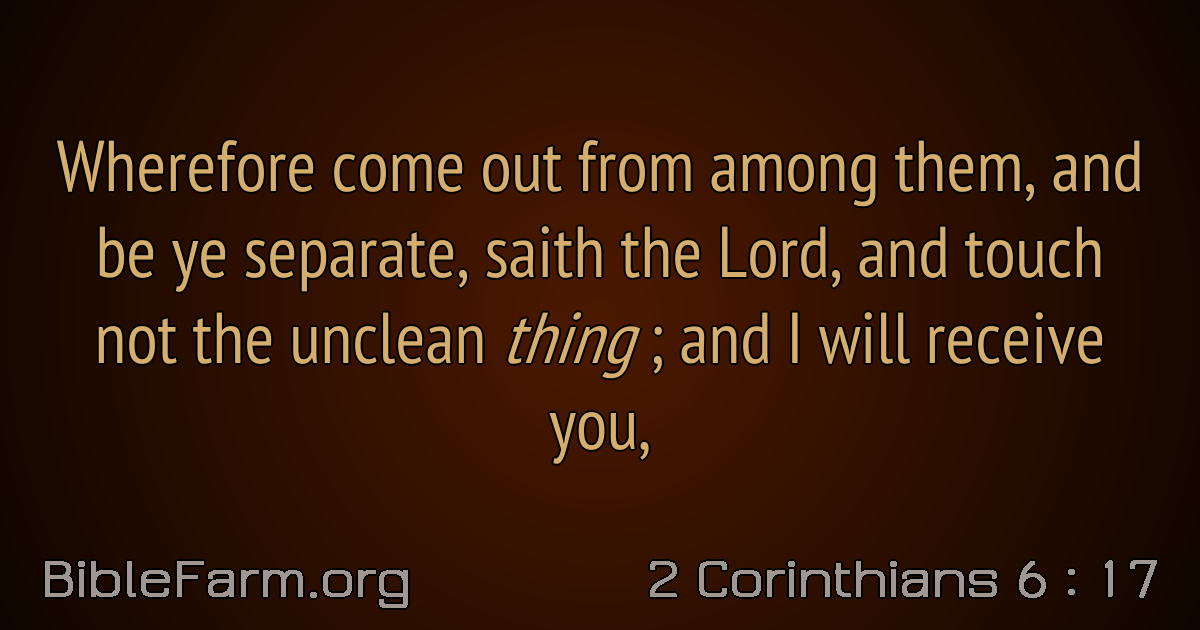 Wherefore come out from among them, and
be ye separate, saith the Lord, and touch
not the unclean thing ; and I will receive
you,
BibleFarm.org
2 Corinthians 6 : 17